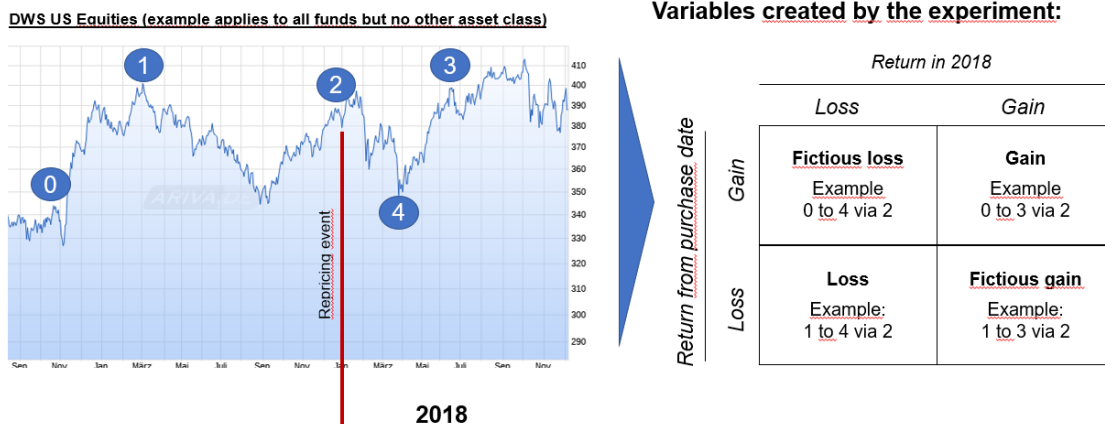 DWS US Equities (example applies to all funds but no other asset class)
1
2
3
0
4
410
400
390
380
370
360
350
340
330
320
310
300
290
ARIVA.DE
Repricing event
Sep Nov Jan März Mai Juli Sep Nov Jan März Mai Juli Sep Nov
2018
Variables created by the experiment:
Return in 2018
Loss Gain
Return from purchase date
Gain
Loss
Fictious loss
Example
0 to 4 via 2
Gain
Example
0 to 3 via 2
Loss
Example:
1 to 4 via 2
Fictious gain
Example:
1 to 3 via 2